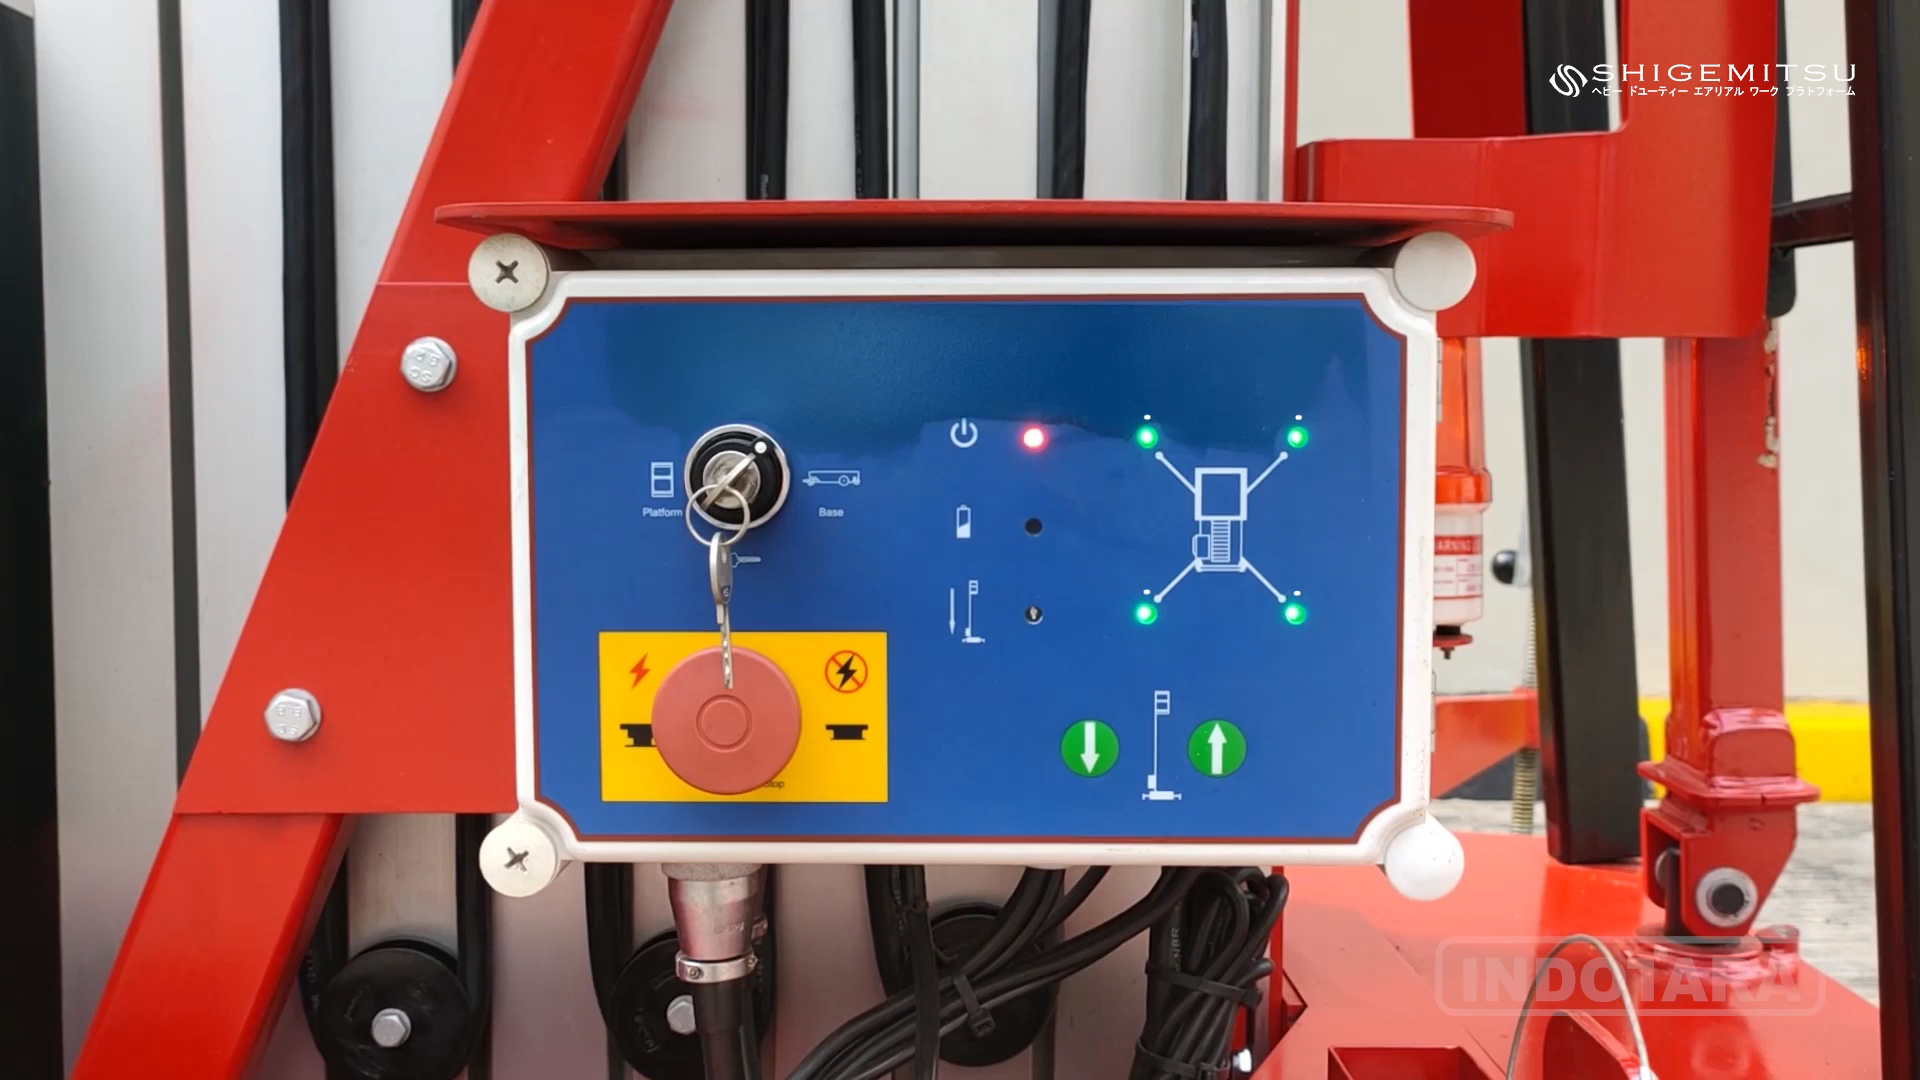 SHIGEMITSU
ヘビー ドューティー エアリアル ワーク プラトフォーム
Platform
Base
Stop
INDOTARA